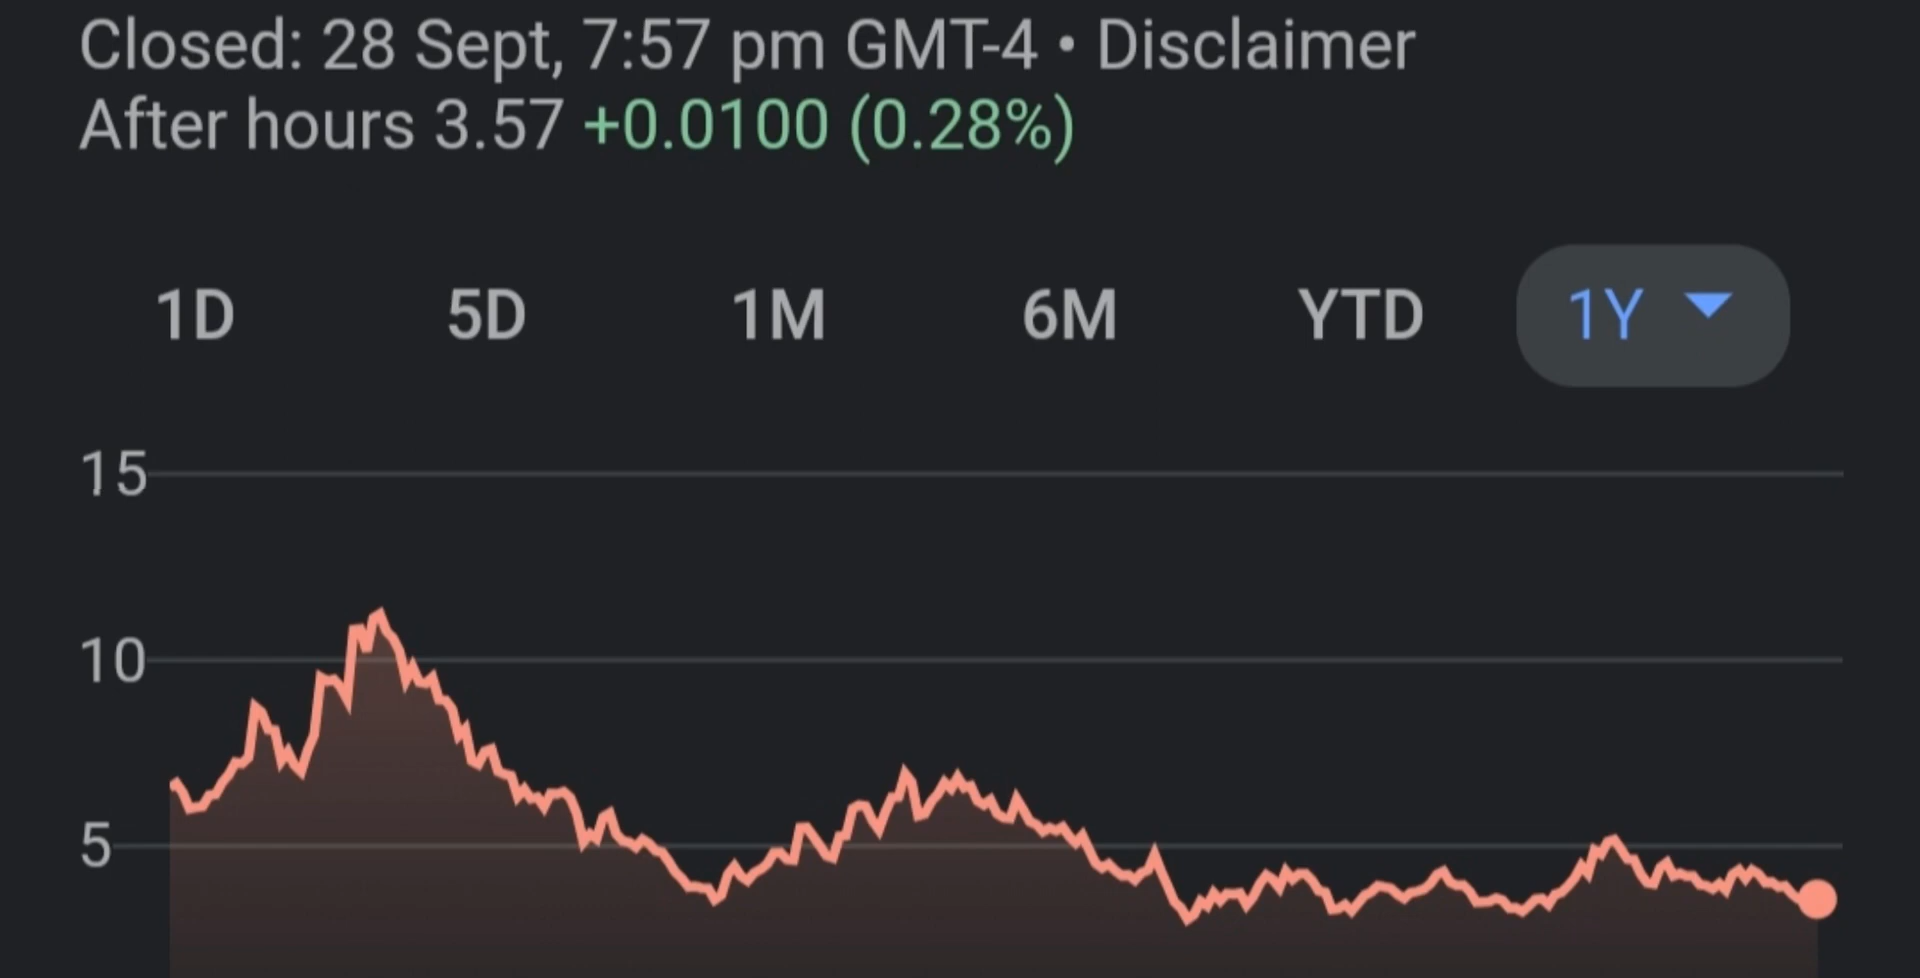 Closed: 28 Sept, 7:57 pm GMT-4 • Disclaimer
After hours 3.57 +0.0100 (0.28%)
1D 5D 1M 6M YTD 1Y
15
10
5